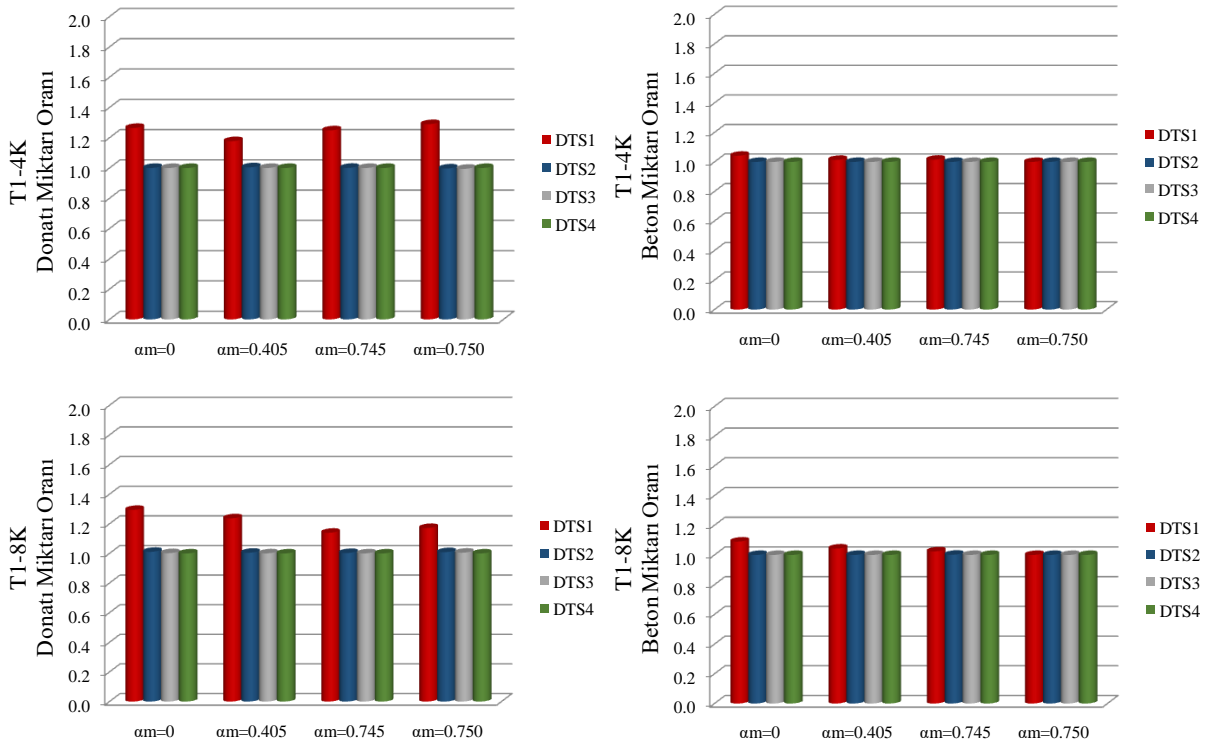 T1-4K
Donatı Miktarı Oranı
2.0
1.8
1.6
1.4
1.2
1.0
0.8
0.6
0.4
0.2
0.0
αm=0 αm=0.405 αm=0.745 αm=0.750
DTS1
DTS2
DTS3
DTS4
T1-4K
Beton Miktarı Oranı
2.0
1.8
1.6
1.4
1.2
1.0
0.8
0.6
0.4
0.2
0.0
αm=0 αm=0.405 αm=0.745 αm=0.750
DTS1
DTS2
DTS3
DTS4
T1-8K
Donatı Miktarı Oranı
2.0
1.8
1.6
1.4
1.2
1.0
0.8
0.6
0.4
0.2
0.0
αm=0 αm=0.405 αm=0.745 αm=0.750
DTS1
DTS2
DTS3
DTS4
T1-8K
Beton Miktarı Oranı
2.0
1.8
1.6
1.4
1.2
1.0
0.8
0.6
0.4
0.2
0.0
αm=0 αm=0.405 αm=0.745 αm=0.750
DTS1
DTS2
DTS3
DTS4